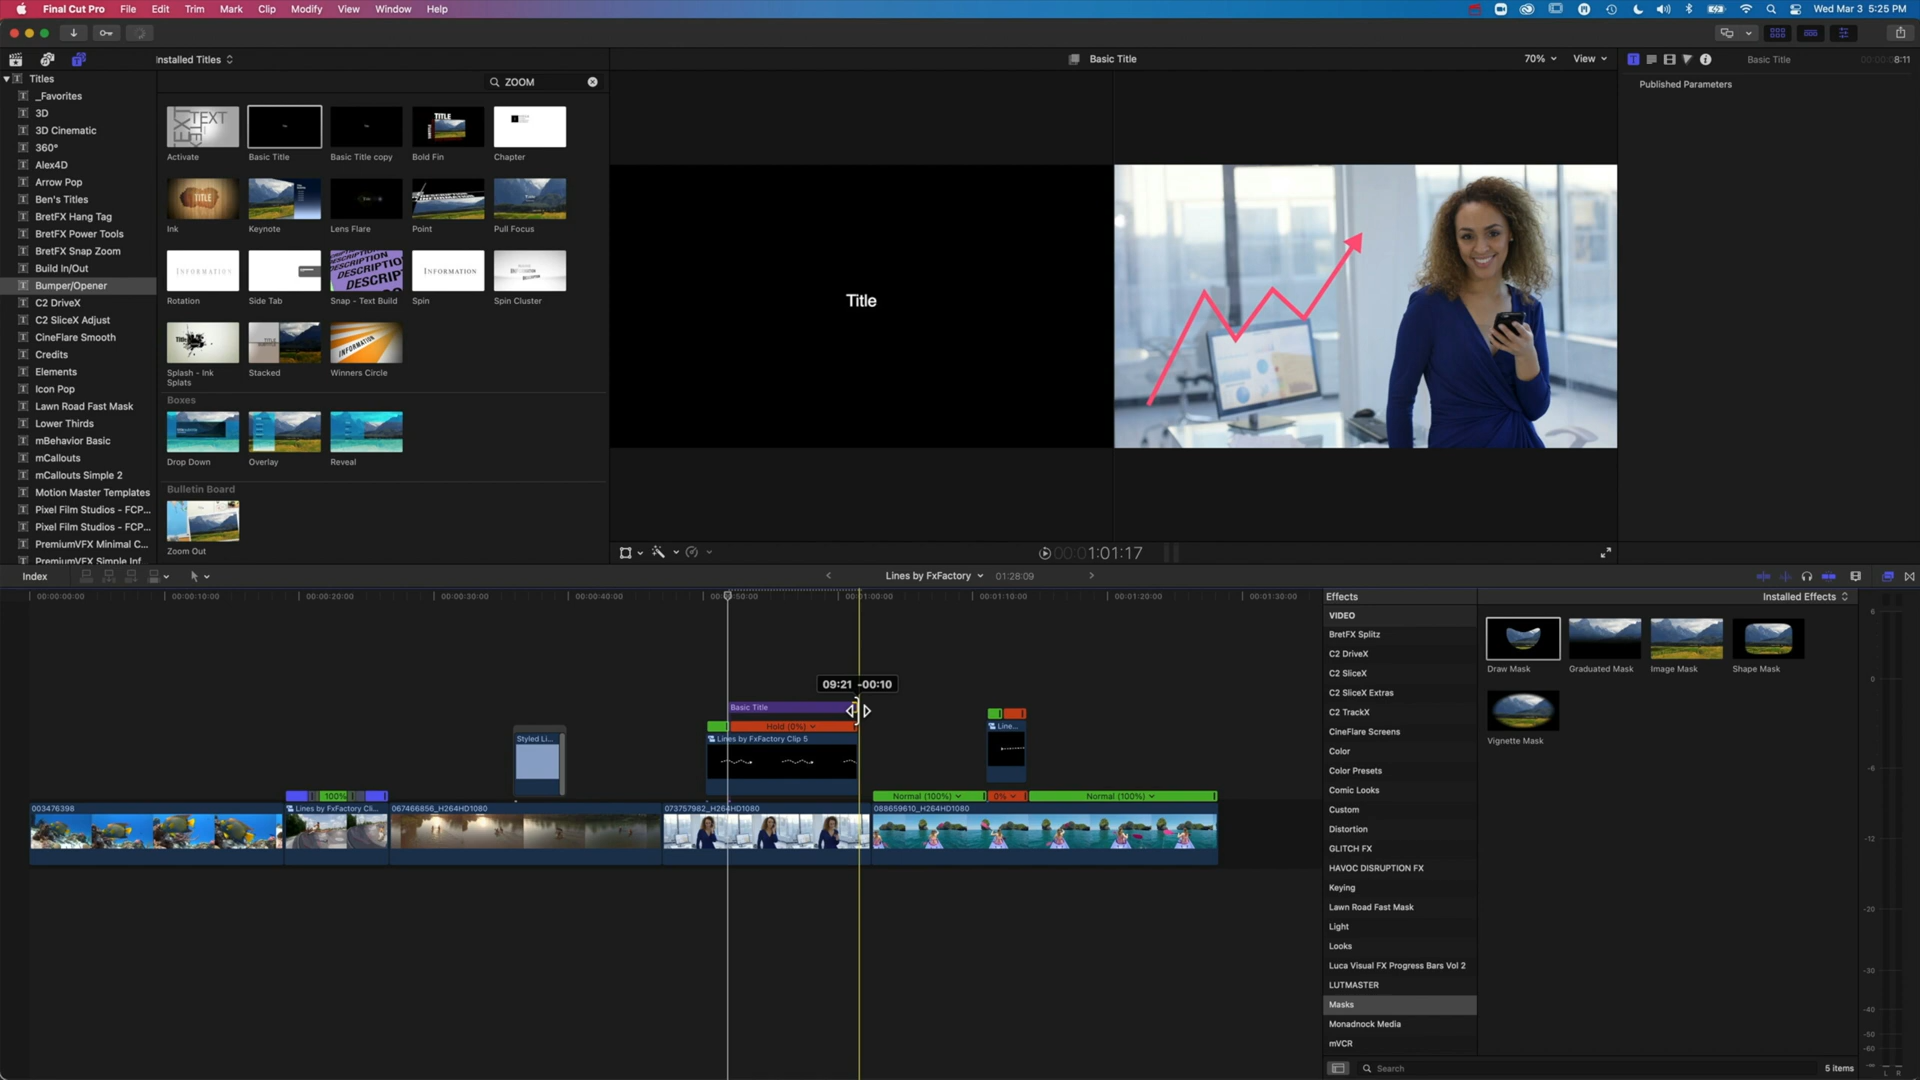 Final Cut Pro File Edit Trim Mark Clip Modify View Window Help
Wed Mar 3 5:25 PM
Installed Titles
Basic Title
70% View
Basic Title 8:11
Titles
ZOOM
Published Parameters
_Favorites
3D
3D Cinematic
360°
Alex4D
Arrow Pop
Ben's Titles
BretFX Hang Tag
BretFX Power Tools
BretFX Snap Zoom
Build In/Out
Bumper/Opener
C2 DriveX
C2 SliceX Adjust
CineFlare Smooth
Credits
Elements
Icon Pop
Lawn Road Fast Mask
Lower Thirds
mBehavior Basic
mCallouts
mCallouts Simple 2
Motion Master Templates
Pixel Film Studios - FCP...
Pixel Film Studios - FCP...
PremiumVFX Minimal C...
PremiumVFX Simple Inf...
Activate Basic Title Basic Title copy Bold Fin Chapter
Ink Keynote Lens Flare Point Pull Focus
Rotation Side Tab Snap - Text Build Spin Spin Cluster
Splash - Ink Splats Stacked Winners Circle
Boxes
Drop Down Overlay Reveal
Bulletin Board
Zoom Out
Title
00:00:1:01:17
Index
Lines by FxFactory 01:28:09
Installed Effects
00:00:00:00 00:00:10:00 00:00:20:00 00:00:30:00 00:00:40:00 00:00:50:00 00:01:00:00 00:01:10:00 00:01:20:00 00:01:30:00
09:21 -00:10
Basic Title
Hold (0%)
Lines by FxFactory Clip 5
Styled Li...
Line...
100%
Normal (100%) 0% Normal (100%)
003476398
Lines by FxFactory Cli...
067466856_H264HD1080
073757982_H264HD1080
088659610_H264HD1080
Effects
VIDEO
BretFX Splitz
C2 DriveX
C2 SliceX
C2 SliceX Extras
C2 TrackX
CineFlare Screens
Color
Color Presets
Comic Looks
Custom
Distortion
GLITCH FX
HAVOC DISRUPTION FX
Keying
Lawn Road Fast Mask
Light
Looks
Luca Visual FX Progress Bars Vol 2
LUTMASTER
Masks
Monadnock Media
mVCR
Draw Mask Graduated Mask Image Mask Shape Mask
Vignette Mask
Search
5 items
6
0
-6
-12
-20
-30
-40
-50
-60
L R